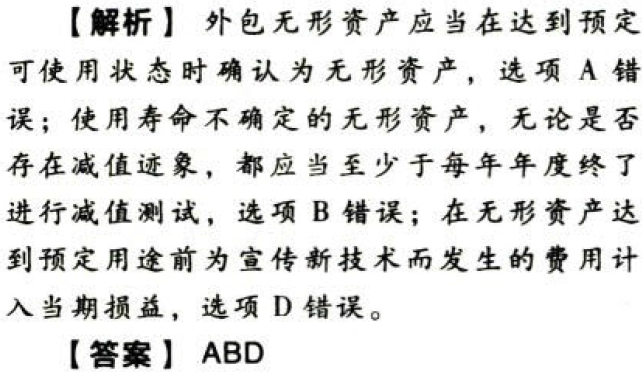 【解析】 外包无形资产应当在达到预定
可使用状态时确认为无形资产，选项 A 错
误；使用寿命不确定的无形资产，无论是否
存在减值迹象，都应当至少于每年年度终了
进行减值测试，选项 B 错误；在无形资产达
到预定用途前为宣传新技术而发生的费用计
入当期损益，选项 D 错误。
【答案】 ABD